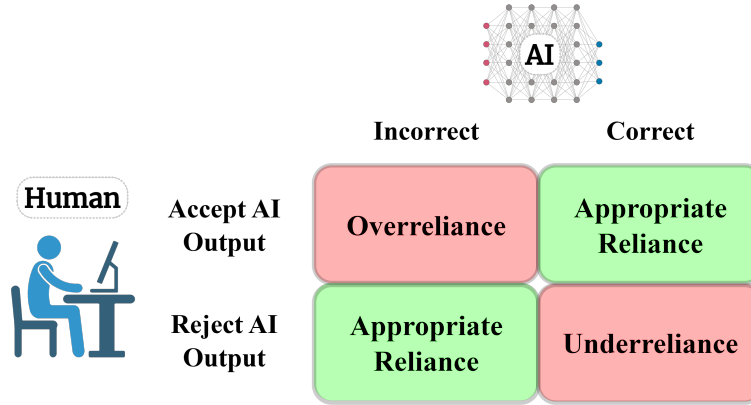 AI
Incorrect
Correct
Human
Accept AI
Output
Overreliance
Appropriate
Reliance
Reject AI
Output
Appropriate
Reliance
Underreliance